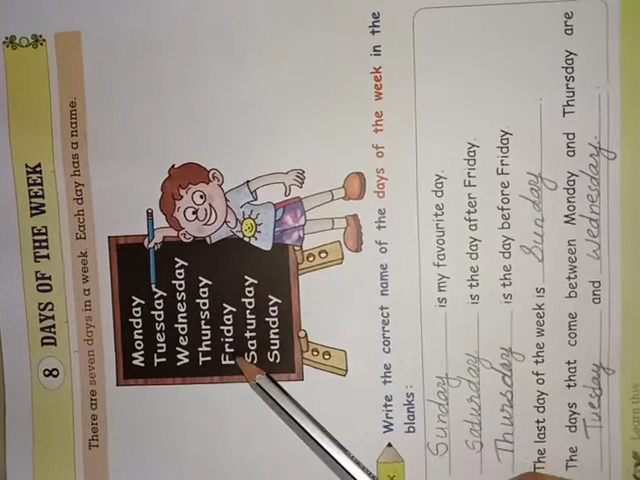 8 DAYS OF THE WEEK
There are seven days in a week. Each day has a name.
Monday
Tuesday
Wednesday
Thursday
Friday
Saturday
Sunday
Write the correct name of the days of the week in the
blanks:
Sunday is my favourite day.
Saturday is the day after Friday.
Thursday is the day before Friday.
The last day of the week is Sunday.
The days that come between Monday and Thursday are
Tuesday and Wednesday.
Learn this